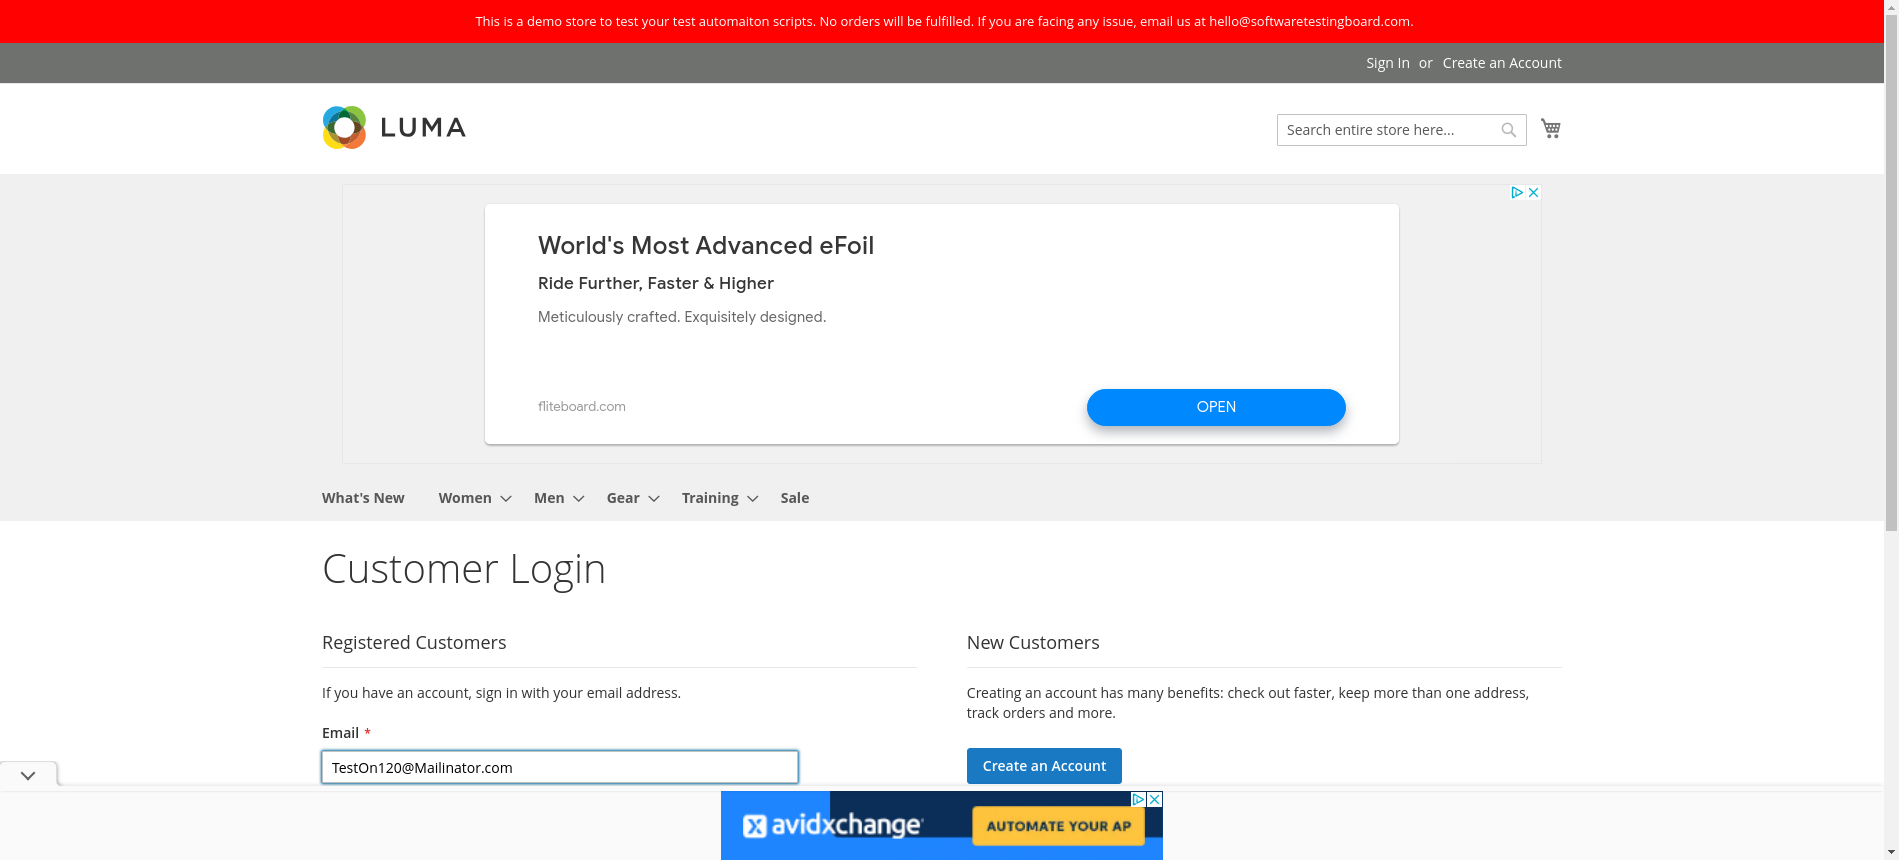 This is a demo store to test your test automaiton scripts. No orders will be fulfilled. If you are facing any issue, email us at hello@softwaretestingboard.com.
Sign In or Create an Account
LUMA
Search entire store here...
World's Most Advanced eFoil
Ride Further, Faster & Higher
Meticulously crafted. Exquisitely designed.
fliteboard.com
OPEN
What's New Women Men Gear Training Sale
Customer Login
Registered Customers
If you have an account, sign in with your email address.
Email *
TestOn120@Mailinator.com
New Customers
Creating an account has many benefits: check out faster, keep more than one address,
track orders and more.
Create an Account
avidxchange
AUTOMATE YOUR AP